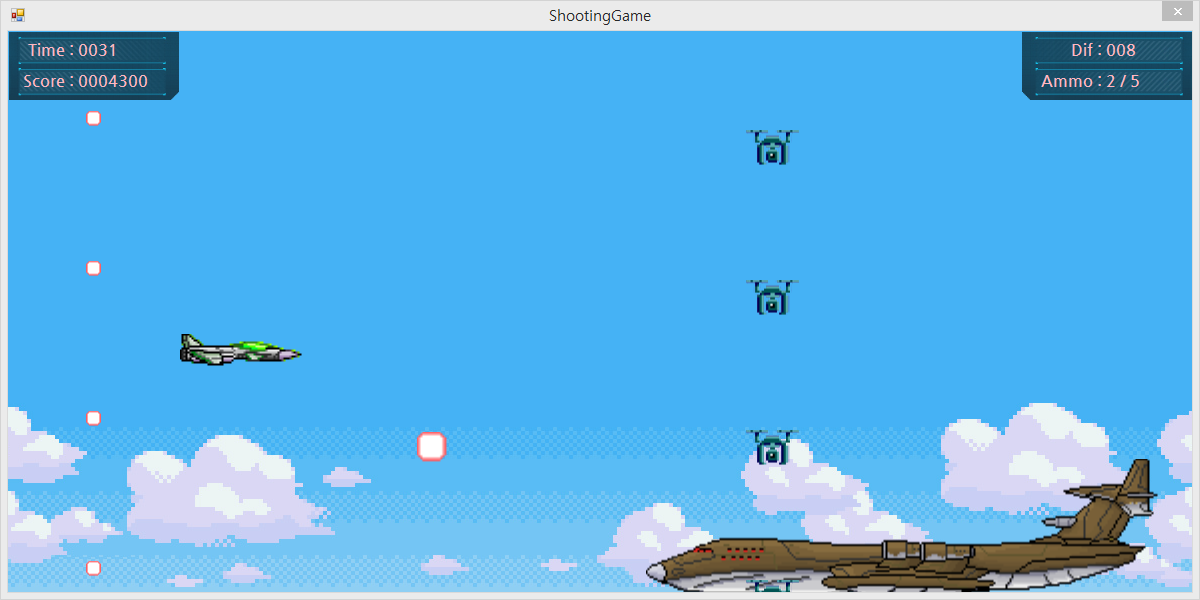 ShootingGame
Time : 0031
Score : 0004300
Dif : 008
Ammo : 2 / 5